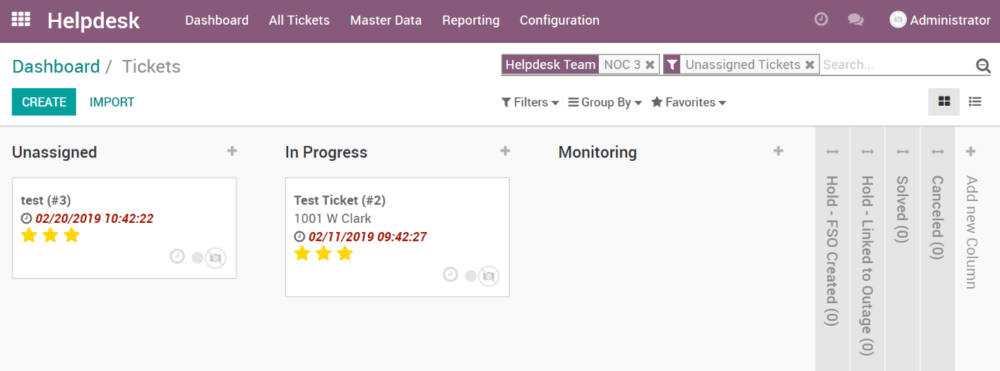 Helpdesk Dashboard All Tickets Master Data Reporting Configuration Administrator
Dashboard / Tickets
Helpdesk Team NOC 3 Unassigned Tickets Search...
CREATE IMPORT Filters Group By Favorites
Unassigned
test (#3)
02/20/2019 10:42:22
In Progress
Test Ticket (#2)
1001 W Clark
02/11/2019 09:42:27
Monitoring
Hold - FSO Created (0)
Hold - Linked to Outage (0)
Solved (0)
Canceled (0)
Add new Column